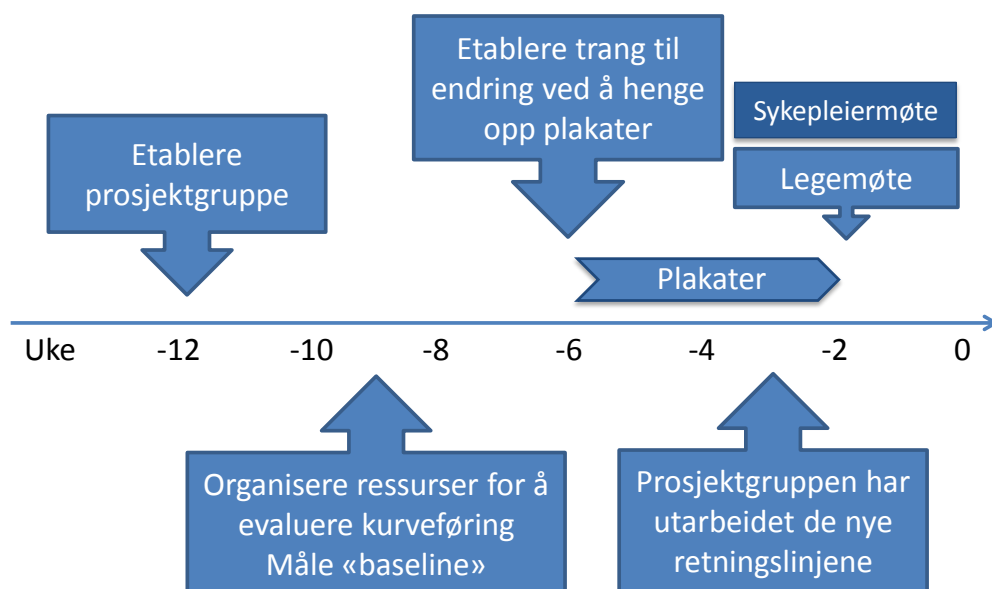 Etablere
prosjektgruppe
Etablere trang til
endring ved å henge
opp plakater
Sykepleiermøte
Legemøte
Plakater
Uke -12 -10 -8 -6 -4 -2 0
Organisere ressurser for å
evaluere kurveføring
Måle «baseline»
Prosjektgruppen har
utarbeidet de nye
retningslinjene